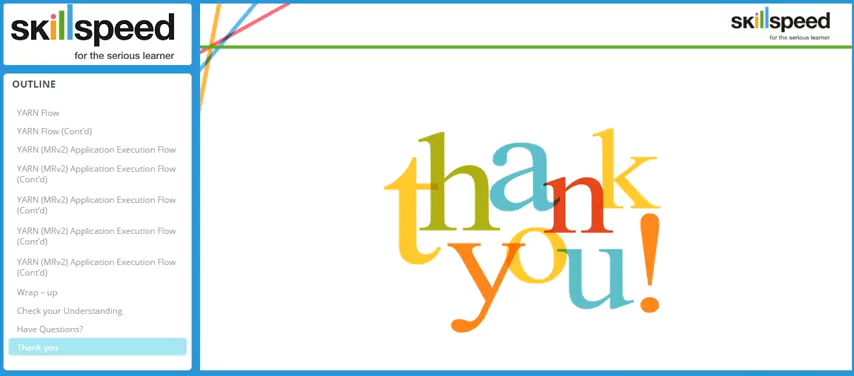 skillspeed
for the serious learner
OUTLINE
YARN Flow
YARN Flow (Cont'd)
YARN (MRv2) Application Execution Flow
YARN (MRv2) Application Execution Flow
(Cont'd)
YARN (MRv2) Application Execution Flow
(Cont'd)
YARN (MRv2) Application Execution Flow
(Cont'd)
YARN (MRv2) Application Execution Flow
(Cont'd)
Wrap – up
Check your Understanding
Have Questions?
Thank you
skillspeed
for the serious learner
thank
you!